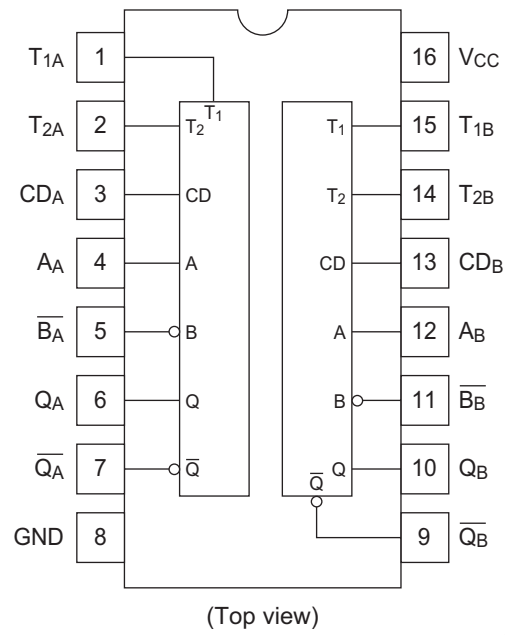 T1A 1 16 VCC
T1
T2A 2 T2 T1 15 T1B
CDA 3 CD T2 14 T2B
AA 4 A CD 13 CDB
B̅A̅ 5 B A 12 AB
QA 6 Q B 11 B̅B̅
Q̅A̅ 7 Q̅ Q 10 QB
Q̅
GND 8 9 Q̅B̅
(Top view)